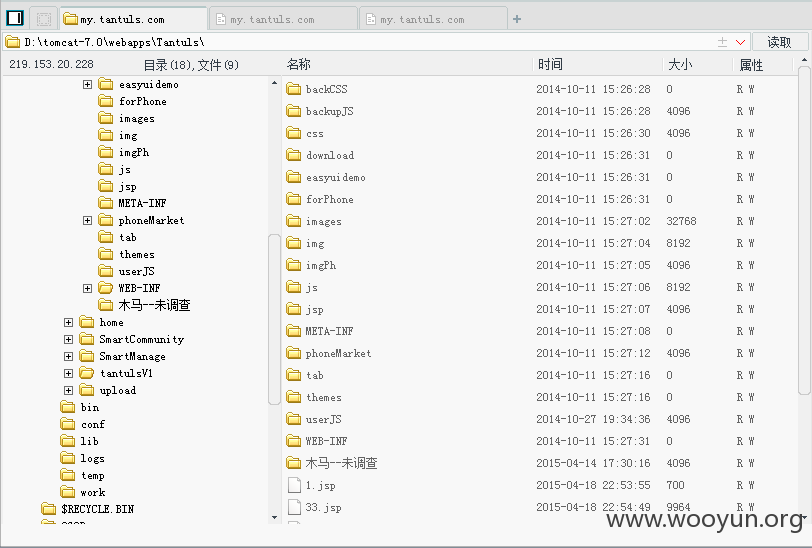 my.tantuls.com
my.tantuls.com
my.tantuls.com
D:\tomcat-7.0\webapps\Tantuls\
读取
219.153.20.228
目录(18),文件(9)
easyuidemo
forPhone
images
img
imgPh
js
jsp
META-INF
phoneMarket
tab
themes
userJS
WEB-INF
木马--未调查
home
SmartCommunity
SmartManage
tantulsV1
upload
bin
conf
lib
logs
temp
work
$RECYCLE.BIN
名称 时间 大小 属性
backCSS 2014-10-11 15:26:28 0 R W
backupJS 2014-10-11 15:26:28 4096 R W
css 2014-10-11 15:26:30 4096 R W
download 2014-10-11 15:26:31 0 R W
easyuidemo 2014-10-11 15:26:31 0 R W
forPhone 2014-10-11 15:26:31 0 R W
images 2014-10-11 15:27:02 32768 R W
img 2014-10-11 15:27:04 8192 R W
imgPh 2014-10-11 15:27:05 4096 R W
js 2014-10-11 15:27:06 8192 R W
jsp 2014-10-11 15:27:07 4096 R W
META-INF 2014-10-11 15:27:08 0 R W
phoneMarket 2014-10-11 15:27:12 4096 R W
tab 2014-10-11 15:27:16 0 R W
themes 2014-10-11 15:27:16 0 R W
userJS 2014-10-27 19:34:36 4096 R W
WEB-INF 2014-10-11 15:27:31 0 R W
木马--未调查 2015-04-14 17:30:16 4096 R W
1.jsp 2015-04-18 22:53:55 700 R W
33.jsp 2015-04-18 22:54:49 9964 R W
www.wooyun.org